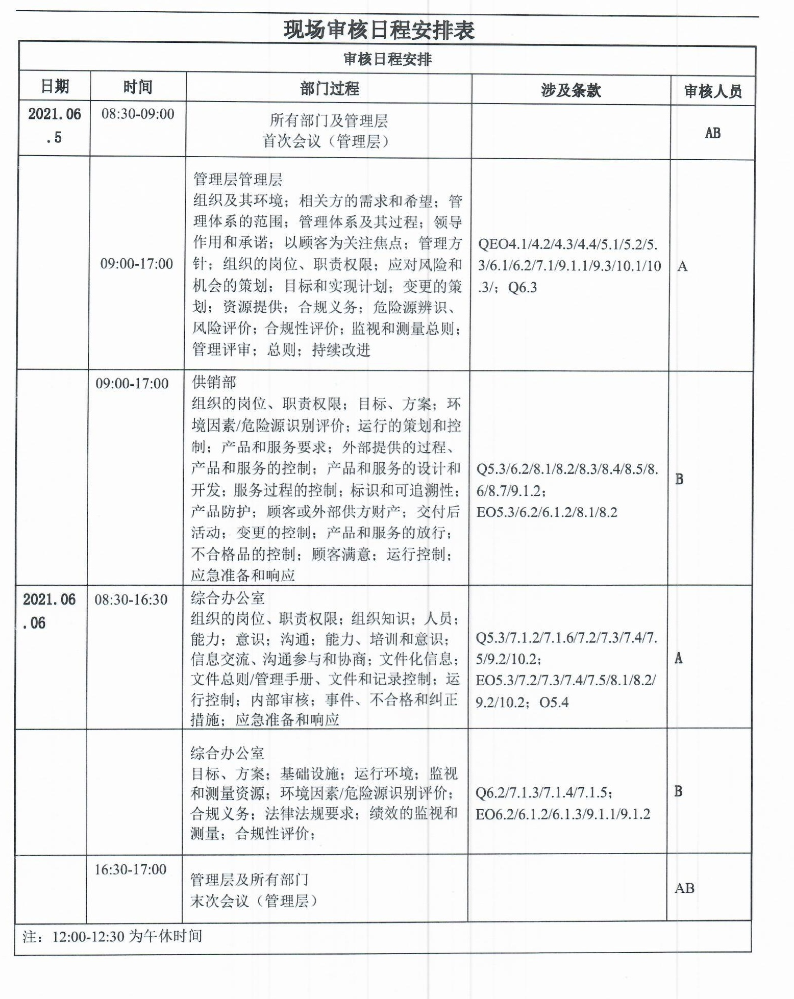 现场审核日程安排表
审核日程安排
日期 时间 部门过程 涉及条款 审核人员
2021.06
.5
08:30-09:00
所有部门及管理层
首次会议（管理层）
AB
09:00-17:00
管理层管理层
组织及其环境；相关方的需求和希望；管
理体系的范围；管理体系及其过程；领导
作用和承诺；以顾客为关注焦点；管理方
针；组织的岗位、职责权限；应对风险和
机会的策划；目标和实现计划；变更的策
划；资源提供；合规义务；危险源辨识、
风险评价；合规性评价；监视和测量总则；
管理评审；总则；持续改进
QEO4.1/4.2/4.3/4.4/5.1/5.2/5.
3/6.1/6.2/7.1/9.1.1/9.3/10.1/10
.3/；Q6.3
A
09:00-17:00
供销部
组织的岗位、职责权限；目标、方案；环
境因素/危险源识别评价；运行的策划和控
制；产品和服务要求；外部提供的过程、
产品和服务的控制；产品和服务的设计和
开发；服务过程的控制；标识和可追溯性；
产品防护；顾客或外部供方财产；交付后
活动；变更的控制；产品和服务的放行；
不合格品的控制；顾客满意；运行控制；
应急准备和响应
Q5.3/6.2/8.1/8.2/8.3/8.4/8.5/8.
6/8.7/9.1.2；
EO5.3/6.2/6.1.2/8.1/8.2
B
2021.06
.06
08:30-16:30
综合办公室
组织的岗位、职责权限；组织知识；人员；
能力；意识；沟通；能力、培训和意识；
信息交流、沟通参与和协商；文件化信息；
文件总则/管理手册、文件和记录控制；运
行控制；内部审核；事件、不合格和纠正
措施；应急准备和响应
Q5.3/7.1.2/7.1.6/7.2/7.3/7.4/7.
5/9.2/10.2；
EO5.3/7.2/7.3/7.4/7.5/8.1/8.2/
9.2/10.2；O5.4
A
综合办公室
目标、方案；基础设施；运行环境；监视
和测量资源；环境因素/危险源识别评价；
合规义务；法律法规要求；绩效的监视和
测量；合规性评价；
Q6.2/7.1.3/7.1.4/7.1.5；
EO6.2/6.1.2/6.1.3/9.1.1/9.1.2
B
16:30-17:00
管理层及所有部门
末次会议（管理层）
AB
注：12:00-12:30 为午休时间